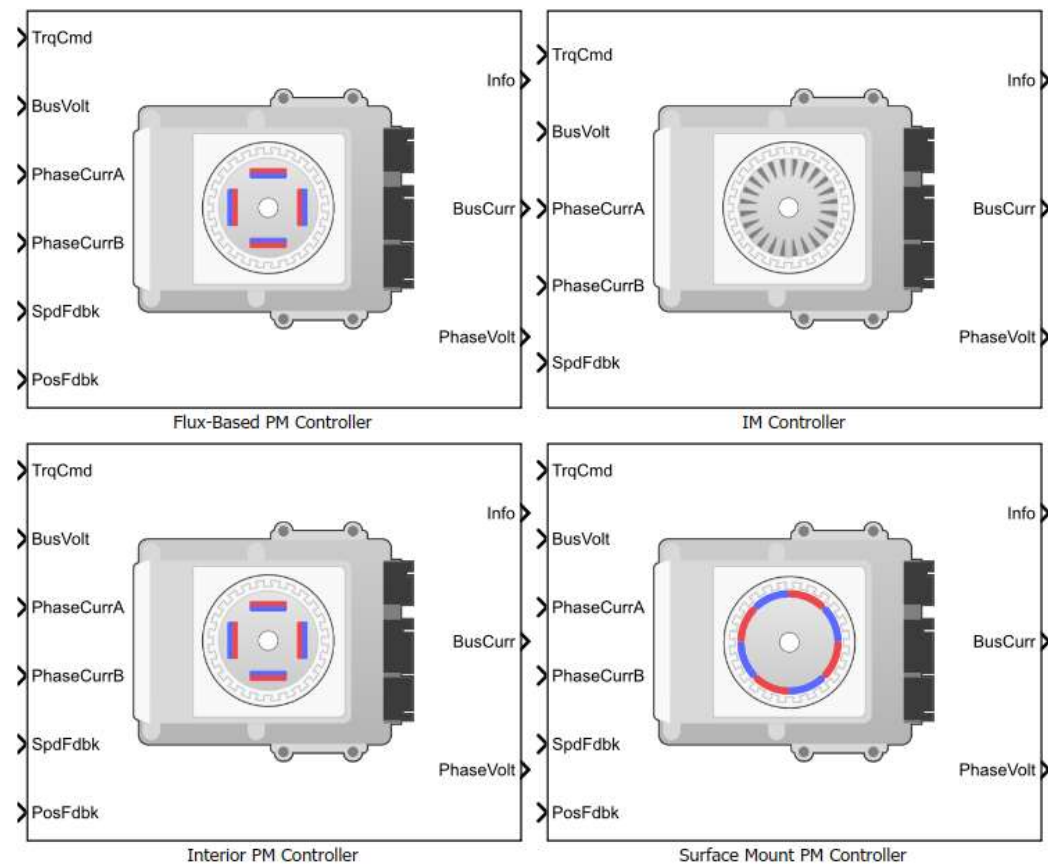 TrqCmd
BusVolt
PhaseCurrA
PhaseCurrB
SpdFdbk
PosFdbk
Info
BusCurr
PhaseVolt
Flux-Based PM Controller
TrqCmd
BusVolt
PhaseCurrA
PhaseCurrB
SpdFdbk
Info
BusCurr
PhaseVolt
IM Controller
TrqCmd
BusVolt
PhaseCurrA
PhaseCurrB
SpdFdbk
PosFdbk
Info
BusCurr
PhaseVolt
Interior PM Controller
TrqCmd
BusVolt
PhaseCurrA
PhaseCurrB
SpdFdbk
PosFdbk
Info
BusCurr
PhaseVolt
Surface Mount PM Controller